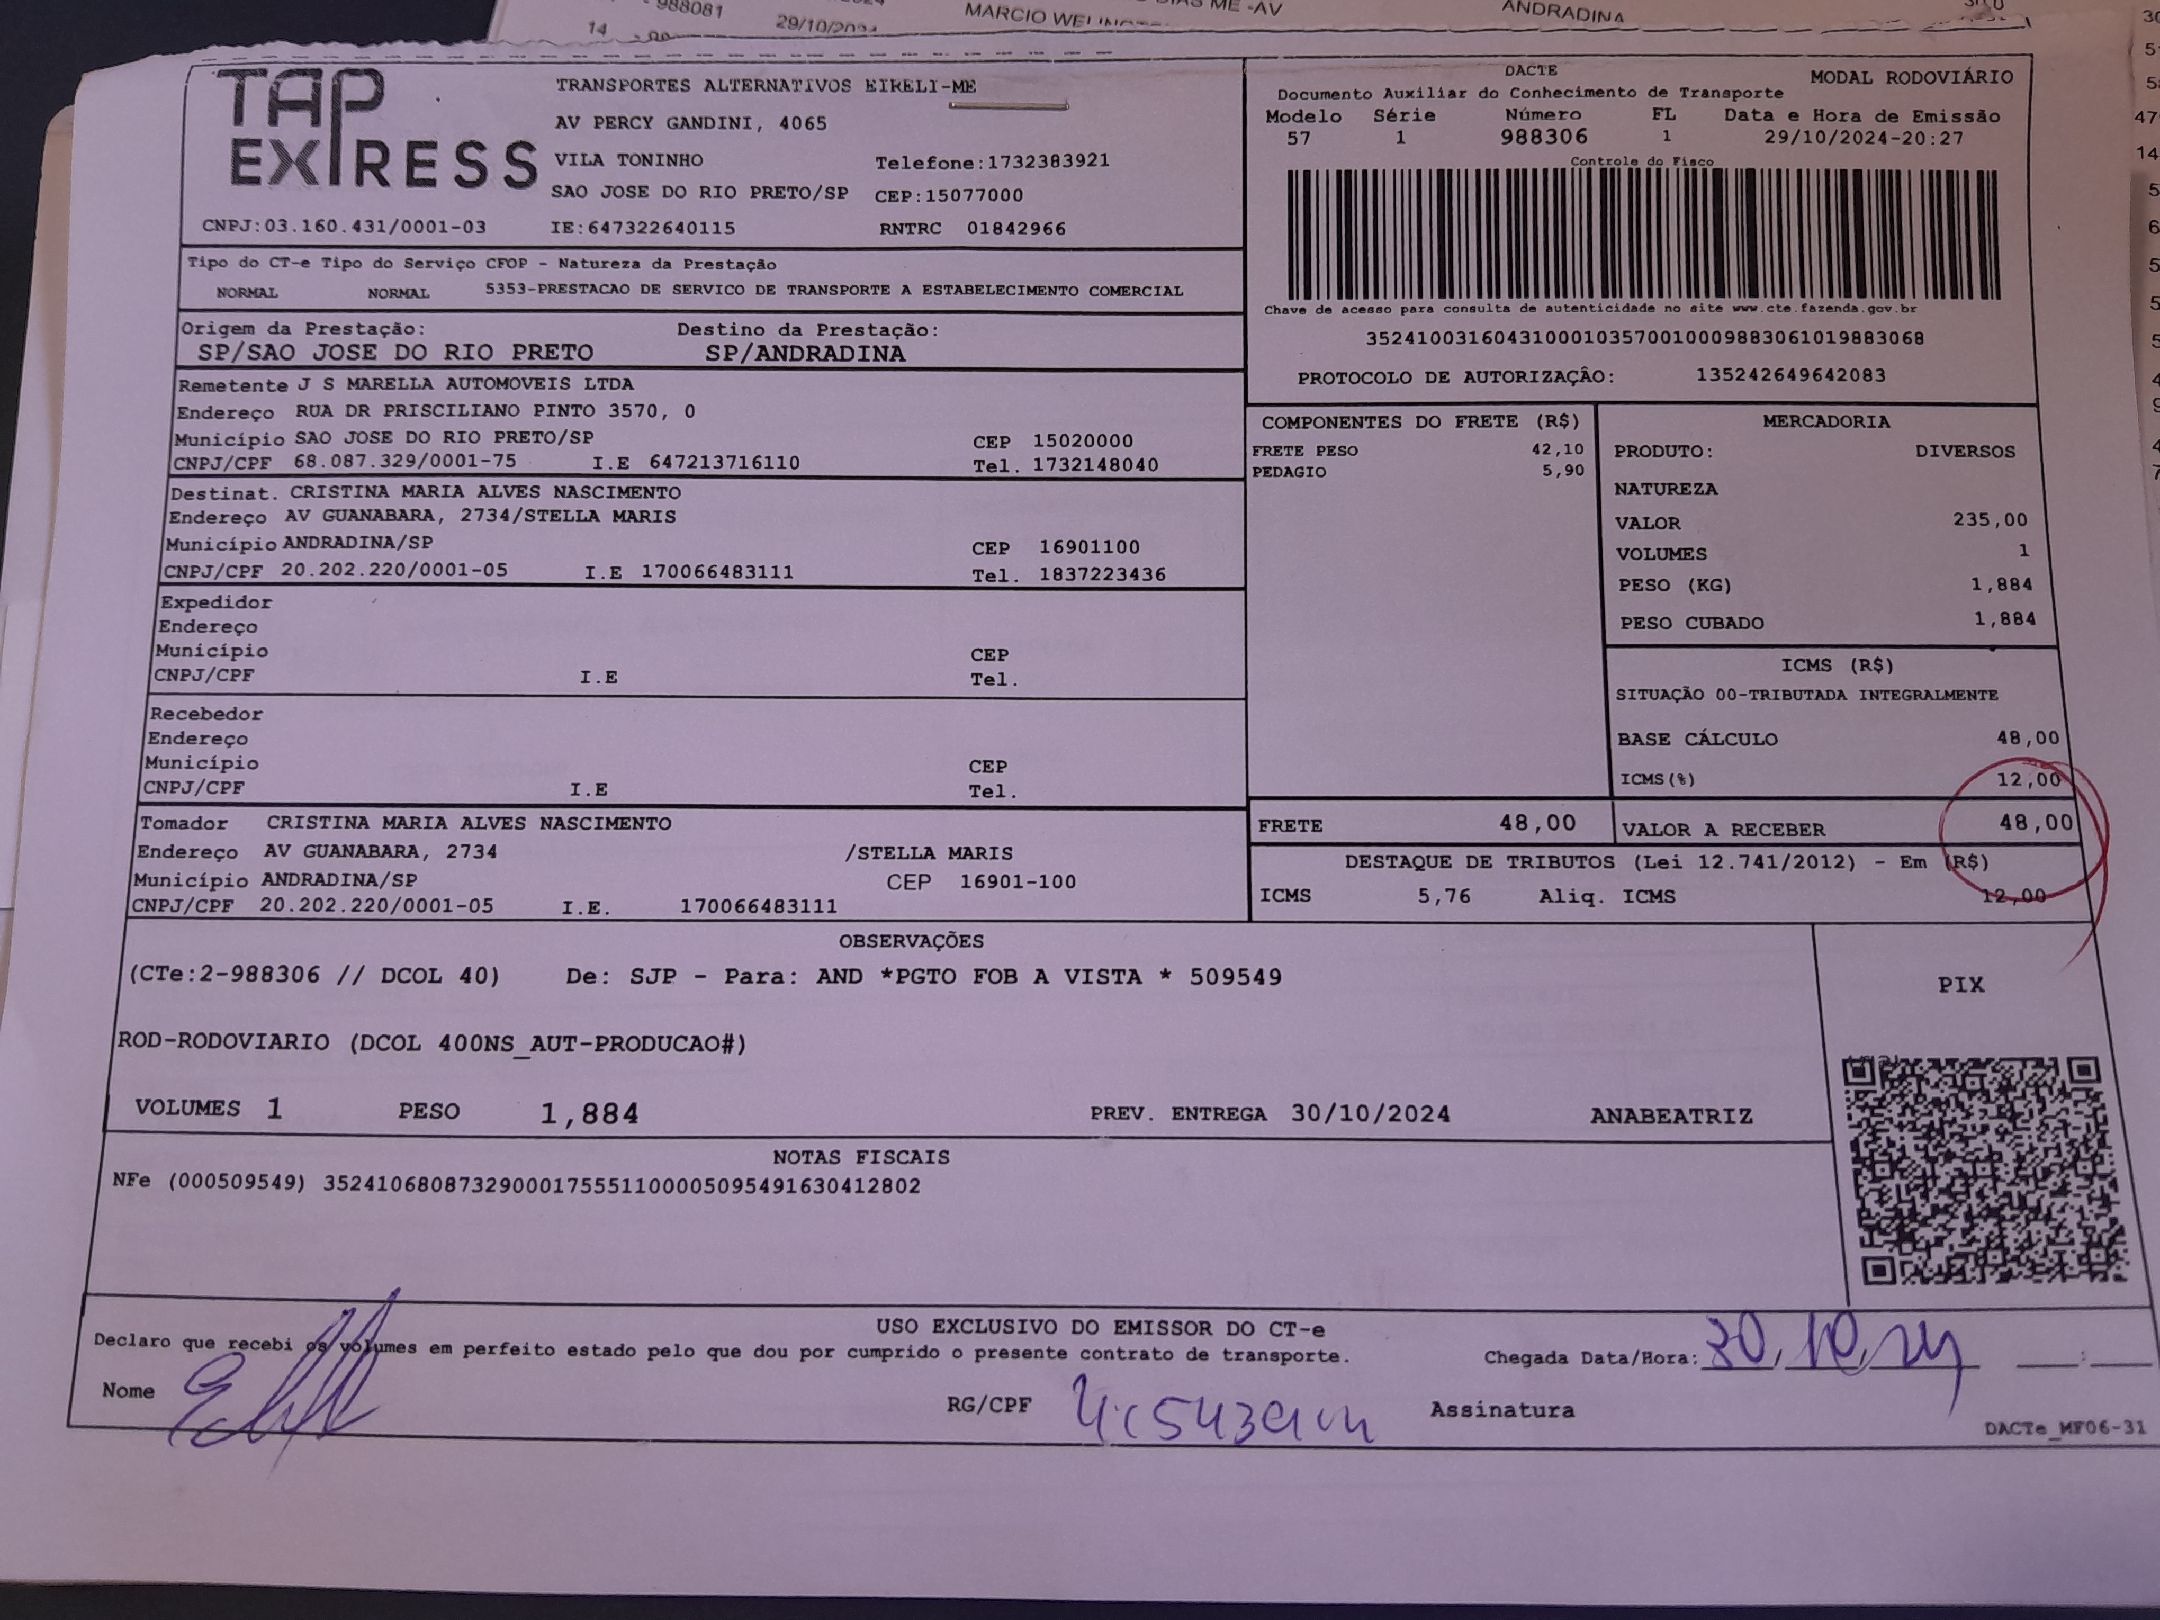 988081
MARCIO
ME -AV
ANDRADINA
14
29/10/2024
TAP EXPRESS
TRANSPORTES ALTERNATIVOS EIRELI-ME
AV PERCY GANDINI, 4065
VILA TONINHO Telefone:1732383921
SAO JOSE DO RIO PRETO/SP CEP:15077000
CNPJ:03.160.431/0001-03 IE:647322640115 RNTRC 01842966
DACTE MODAL RODOVIÁRIO
Documento Auxiliar do Conhecimento de Transporte
Modelo Série Número FL Data e Hora de Emissão
57 1 988306 1 29/10/2024-20:27
Controle do Fisco
Chave de acesso para consulta de autenticidade no site www.cte.fazenda.gov.br
35241003160431000103570010009883061019883068
PROTOCOLO DE AUTORIZAÇÃO: 135242649642083
Tipo do CT-e Tipo do Serviço CFOP - Natureza da Prestação
NORMAL NORMAL 5353-PRESTACAO DE SERVICO DE TRANSPORTE A ESTABELECIMENTO COMERCIAL
Origem da Prestação: Destino da Prestação:
SP/SAO JOSE DO RIO PRETO SP/ANDRADINA
Remetente J S MARELLA AUTOMOVEIS LTDA
Endereço RUA DR PRISCILIANO PINTO 3570, 0
Município SAO JOSE DO RIO PRETO/SP CEP 15020000
CNPJ/CPF 68.087.329/0001-75 I.E 647213716110 Tel. 1732148040
Destinat. CRISTINA MARIA ALVES NASCIMENTO
Endereço AV GUANABARA, 2734/STELLA MARIS
Município ANDRADINA/SP CEP 16901100
CNPJ/CPF 20.202.220/0001-05 I.E 170066483111 Tel. 1837223436
Expedidor
Endereço
Município CEP
CNPJ/CPF I.E Tel.
Recebedor
Endereço
Município CEP
CNPJ/CPF I.E Tel.
Tomador CRISTINA MARIA ALVES NASCIMENTO
Endereço AV GUANABARA, 2734 /STELLA MARIS
Município ANDRADINA/SP CEP 16901-100
CNPJ/CPF 20.202.220/0001-05 I.E. 170066483111
COMPONENTES DO FRETE (R$)
FRETE PESO 42,10
PEDAGIO 5,90
MERCADORIA
PRODUTO: DIVERSOS
NATUREZA
VALOR 235,00
VOLUMES 1
PESO (KG) 1,884
PESO CUBADO 1,884
ICMS (R$)
SITUAÇÃO 00-TRIBUTADA INTEGRALMENTE
BASE CÁLCULO 48,00
ICMS(%) 12,00
FRETE 48,00 VALOR A RECEBER 48,00
DESTAQUE DE TRIBUTOS (Lei 12.741/2012) - Em (R$)
ICMS 5,76 Aliq. ICMS 12,00
OBSERVAÇÕES
(CTe:2-988306 // DCOL 40) De: SJP - Para: AND *PGTO FOB A VISTA * 509549
ROD-RODOVIARIO (DCOL 400NS_AUT-PRODUCAO#)
VOLUMES 1 PESO 1,884 PREV. ENTREGA 30/10/2024 ANABEATRIZ
PIX
NOTAS FISCAIS
NFe (000509549) 35241068087329000175551100005095491630412802
USO EXCLUSIVO DO EMISSOR DO CT-e
Declaro que recebi os volumes em perfeito estado pelo que dou por cumprido o presente contrato de transporte. Chegada Data/Hora: 30, 10, 24
Nome RG/CPF Assinatura
DACTe_MF06-31